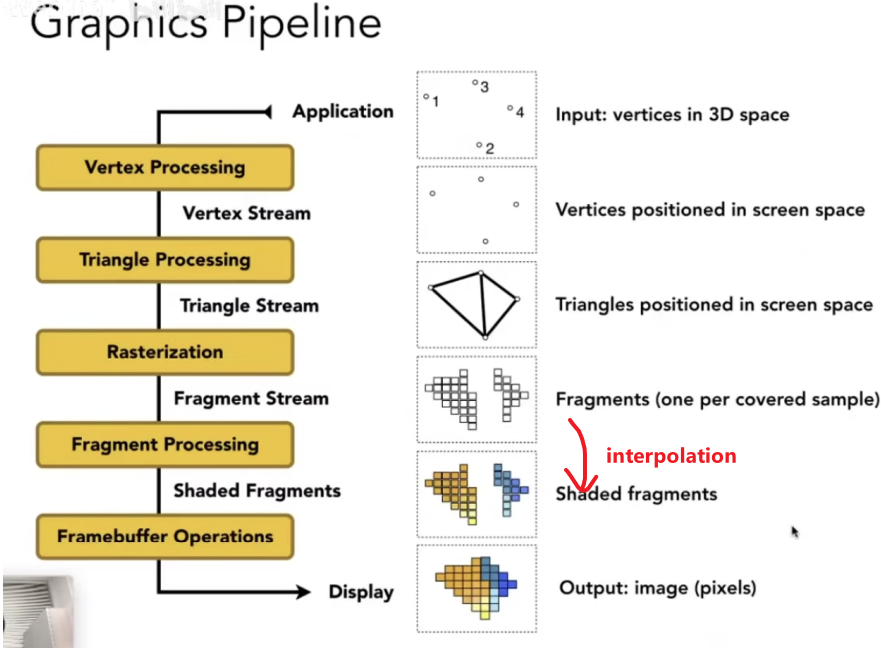 Graphics Pipeline
Application
3
1
4
2
Input: vertices in 3D space
Vertex Processing
Vertex Stream
Vertices positioned in screen space
Triangle Processing
Triangle Stream
Triangles positioned in screen space
Rasterization
Fragment Stream
Fragments (one per covered sample)
interpolation
Fragment Processing
Shaded Fragments
Shaded fragments
Framebuffer Operations
Display
Output: image (pixels)